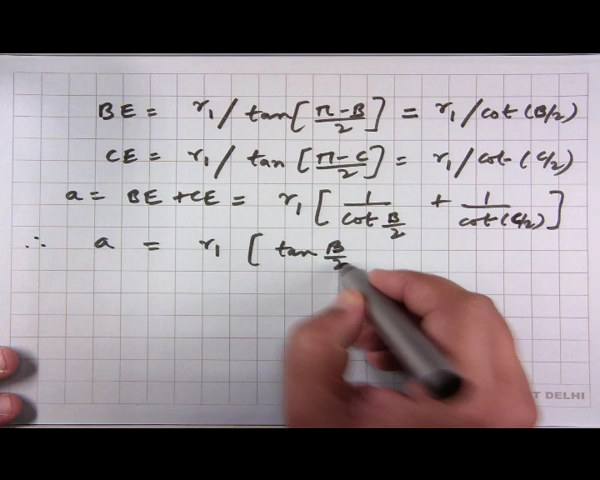 BE = r₁ / tan[(π-B)/2] = r₁ / cot (B/2)
CE = r₁ / tan [(π-C)/2] = r₁ / cot (C/2)
a = BE + CE = r₁ [1/cot B/2 + 1/cot(C/2)]
∴ a = r₁ [ tan B/2
T DELHI